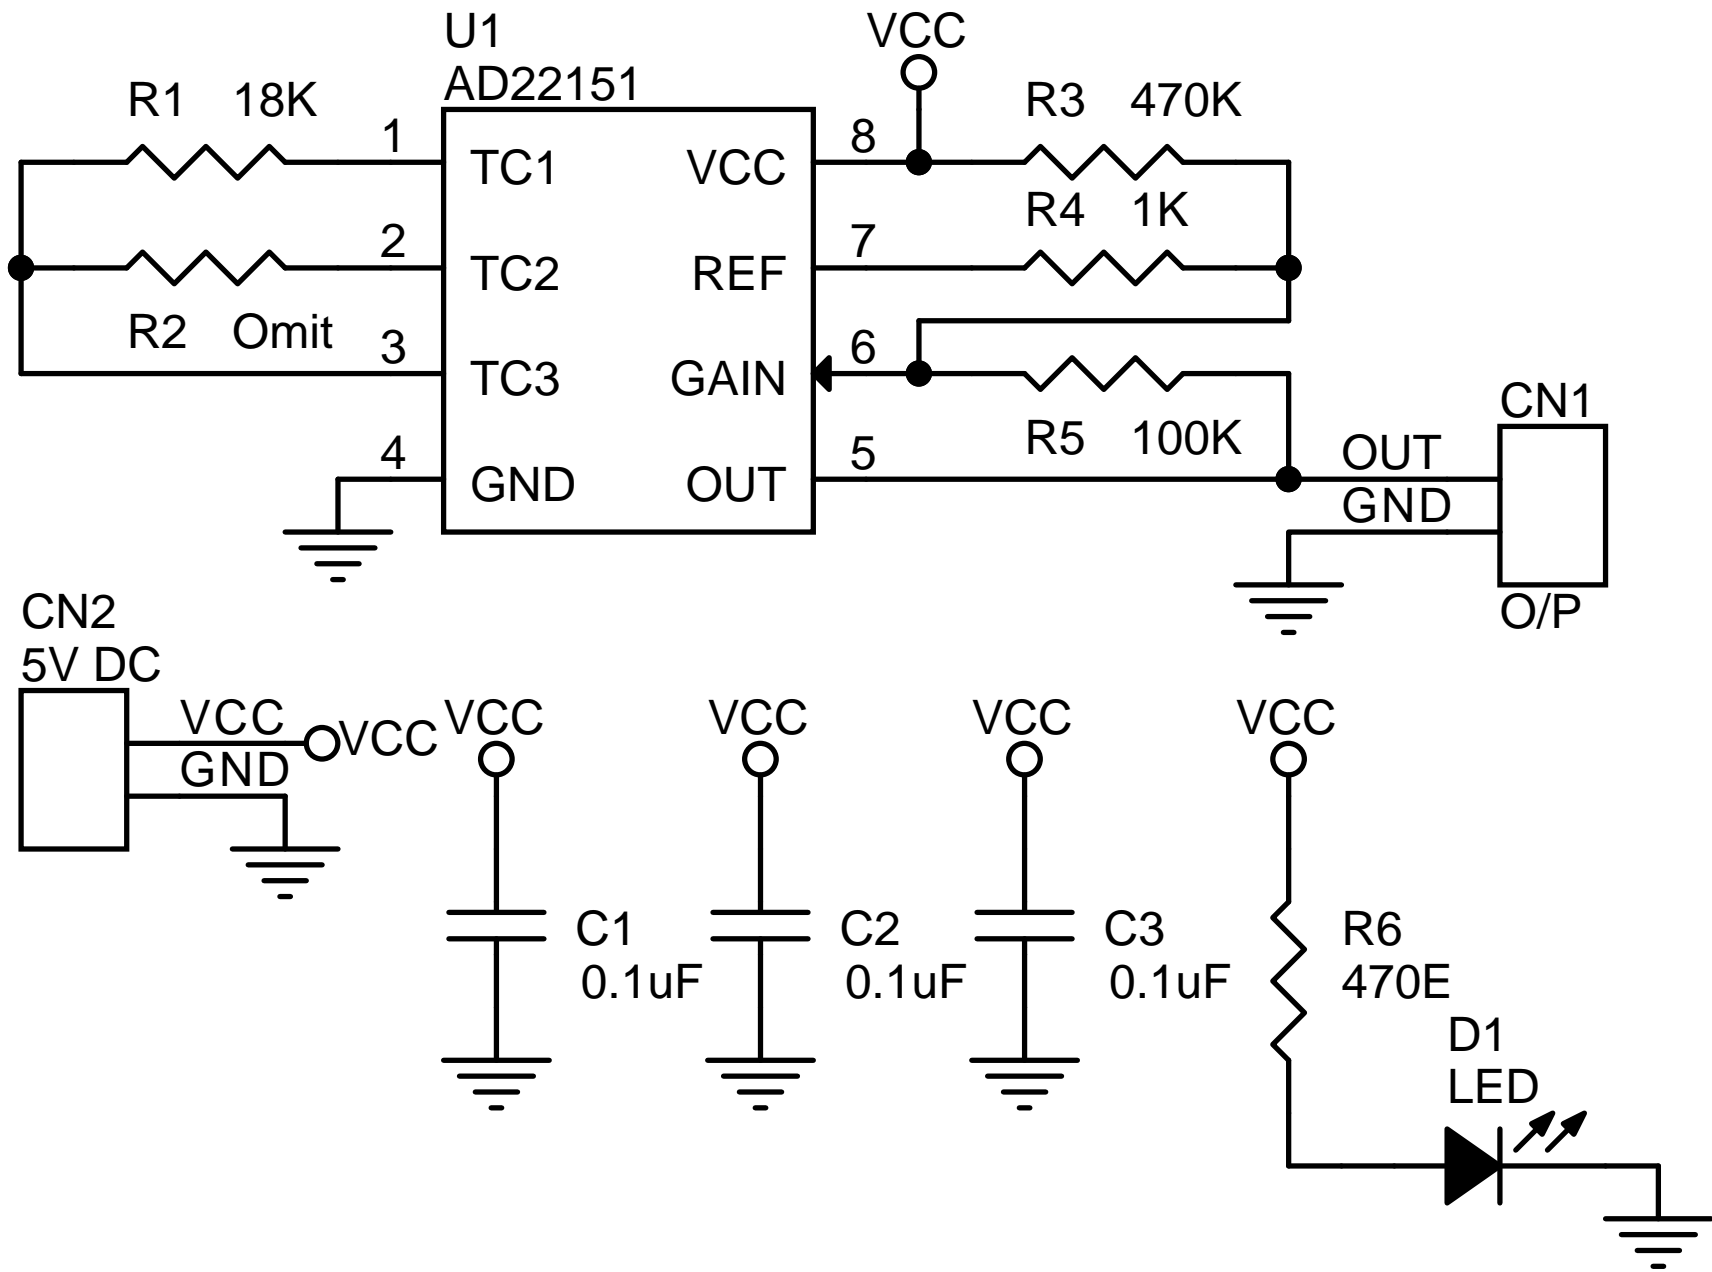 U1
AD22151
VCC
R1 18K
R3 470K
1
8
TC1 VCC
R4 1K
2
7
TC2 REF
R2 Omit
3
6
TC3 GAIN
R5 100K
4
5
GND OUT
CN1
OUT
GND
O/P
CN2
5V DC
VCC
VCC
GND
VCC
VCC
VCC
VCC
C1
0.1uF
C2
0.1uF
C3
0.1uF
R6
470E
D1
LED